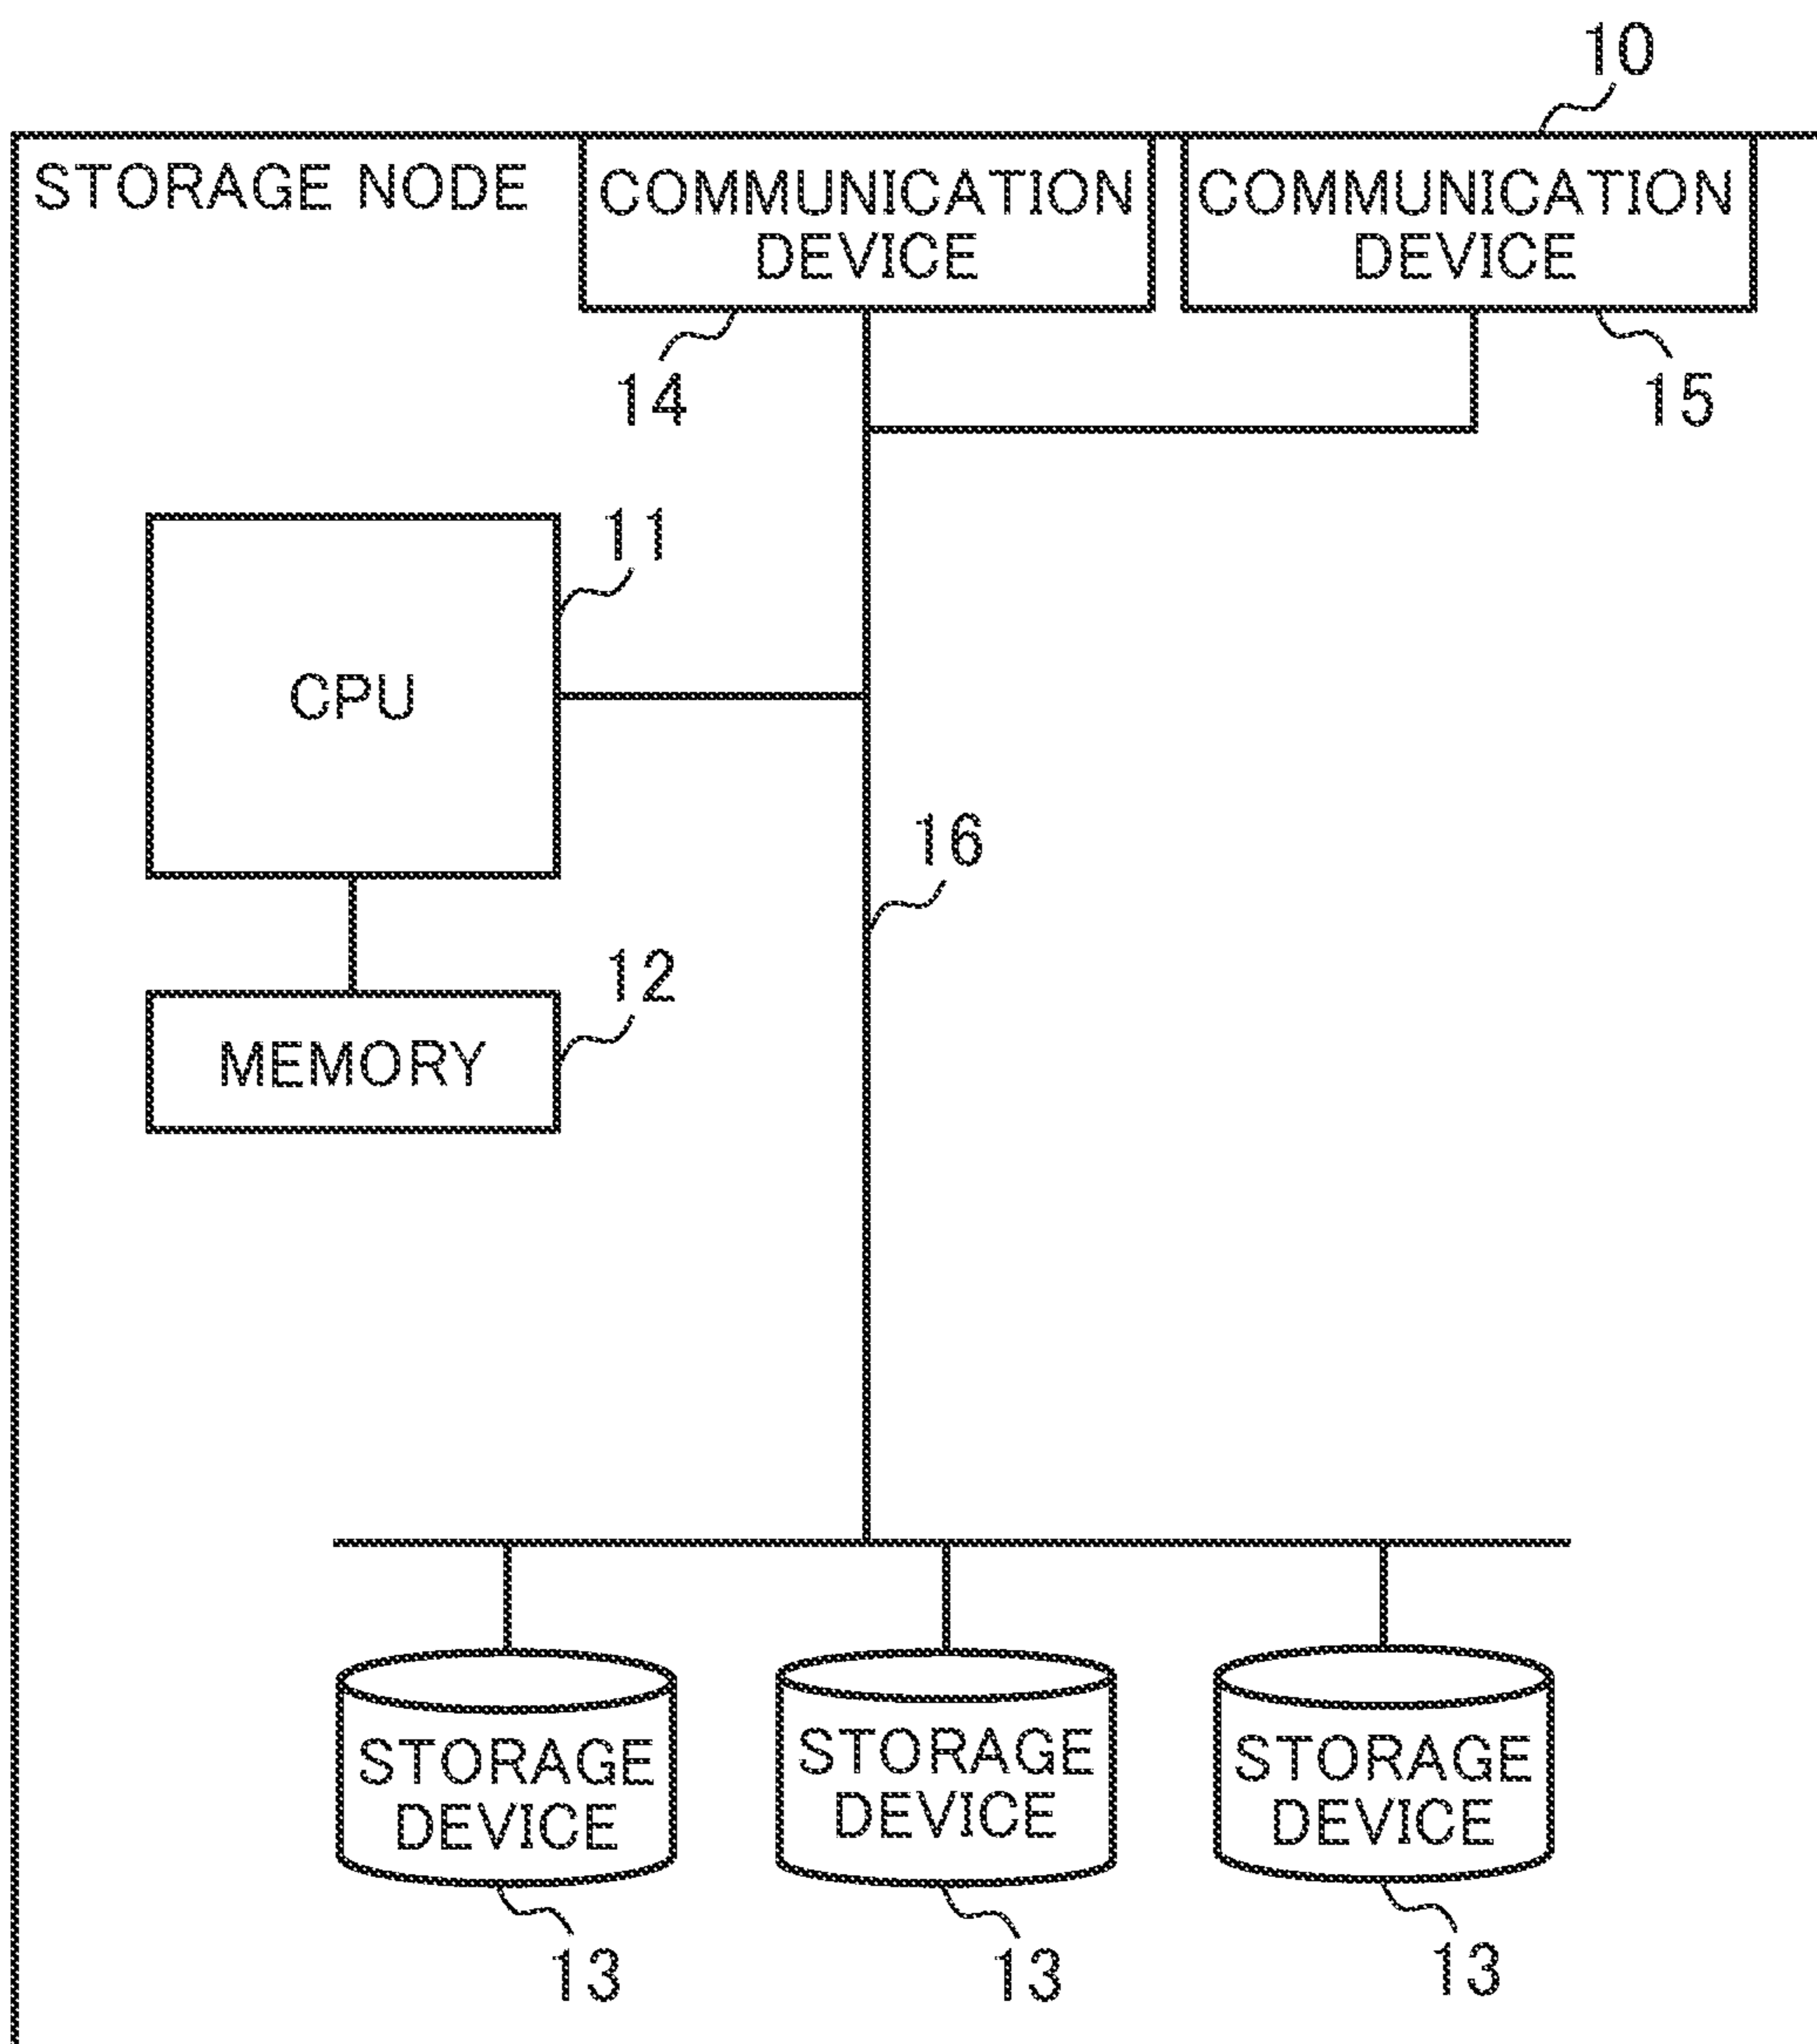 10
STORAGE NODE
COMMUNICATION
DEVICE
COMMUNICATION
DEVICE
14
15
11
CPU
16
12
MEMORY
STORAGE
DEVICE
STORAGE
DEVICE
STORAGE
DEVICE
13
13
13